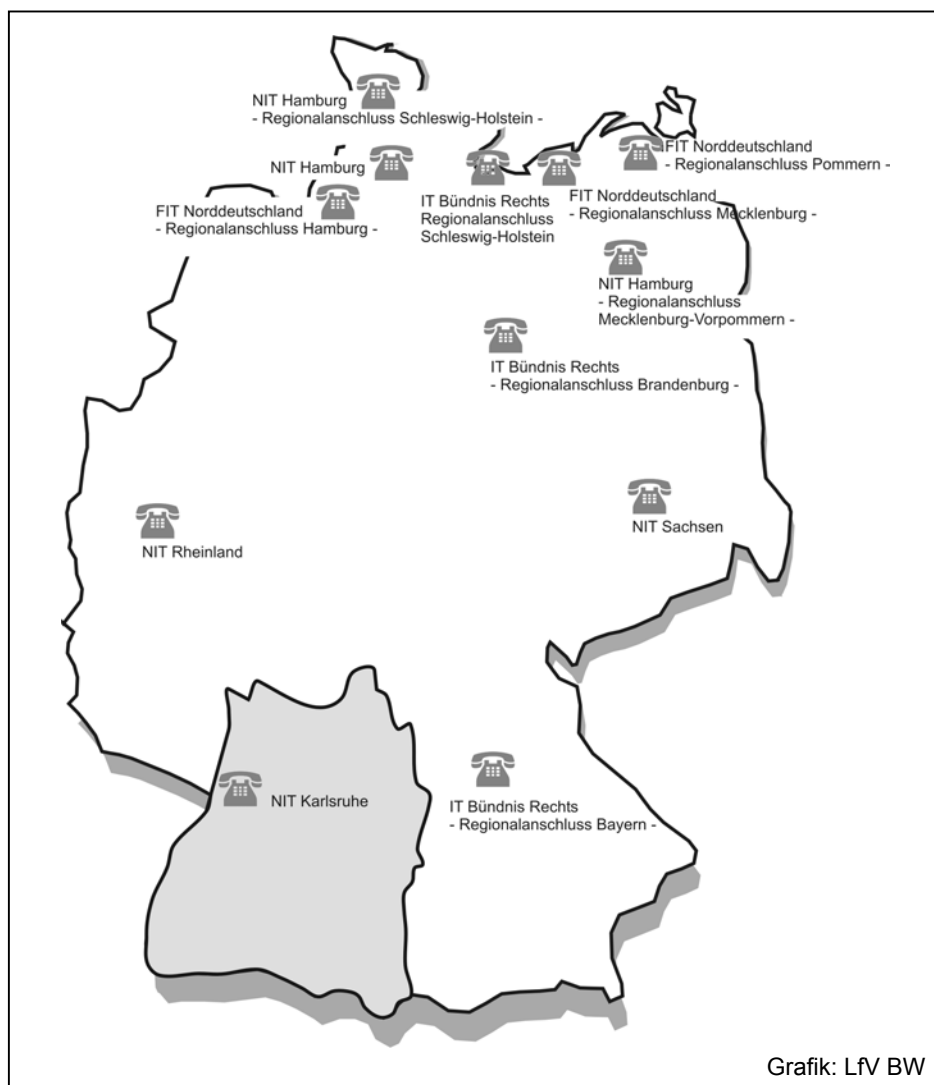 NIT Hamburg
- Regionalanschluss Schleswig-Holstein -
NIT Hamburg
FIT Norddeutschland
- Regionalanschluss Hamburg -
IT Bündnis Rechts
Regionalanschluss
Schleswig-Holstein
FIT Norddeutschland
- Regionalanschluss Mecklenburg -
FIT Norddeutschland
- Regionalanschluss Pommern -
NIT Hamburg
- Regionalanschluss
Mecklenburg-Vorpommern -
IT Bündnis Rechts
- Regionalanschluss Brandenburg -
NIT Rheinland
NIT Sachsen
NIT Karlsruhe
IT Bündnis Rechts
- Regionalanschluss Bayern -
Grafik: LfV BW